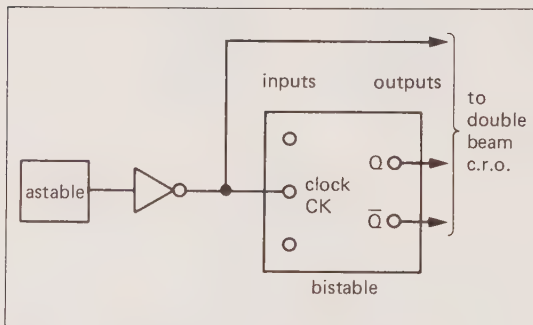 inputs
outputs
to
double
beam
c.r.o.
astable
clock
CK
Q
Q̄
bistable